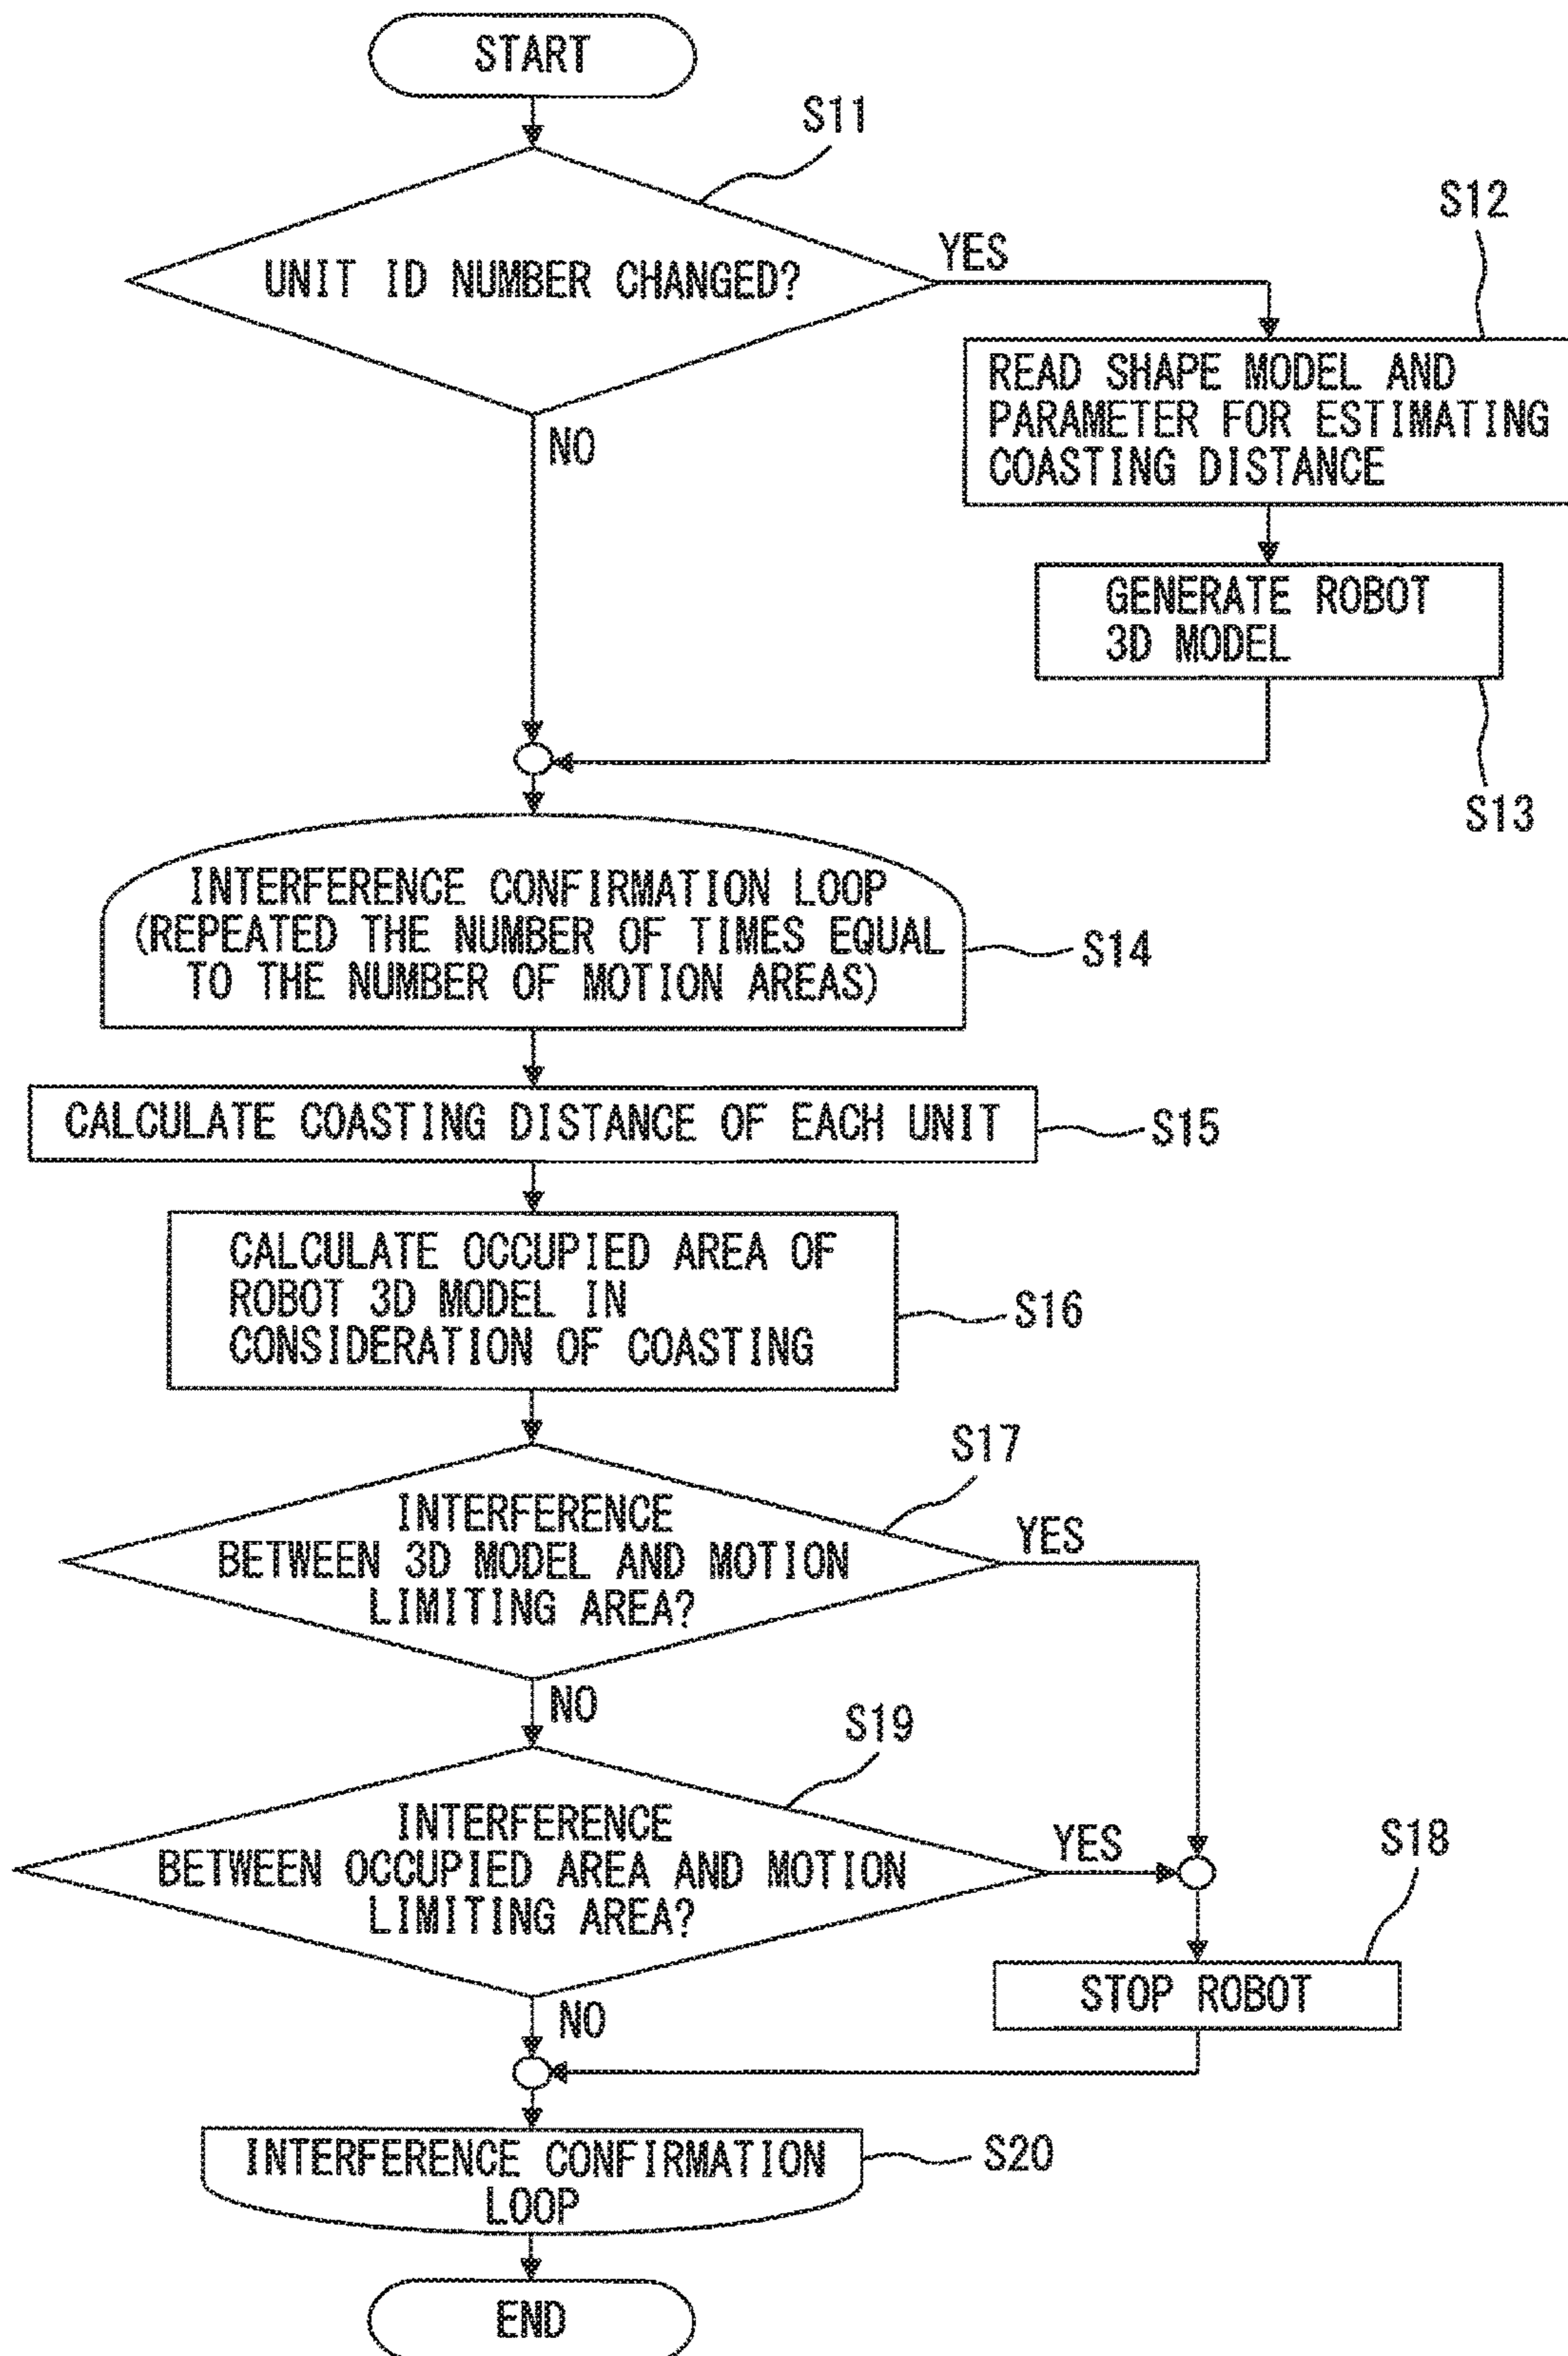 START
S11
UNIT ID NUMBER CHANGED?
YES
NO
S12
READ SHAPE MODEL AND
PARAMETER FOR ESTIMATING
COASTING DISTANCE
GENERATE ROBOT
3D MODEL
S13
INTERFERENCE CONFIRMATION LOOP
(REPEATED THE NUMBER OF TIMES EQUAL
TO THE NUMBER OF MOTION AREAS)
S14
CALCULATE COASTING DISTANCE OF EACH UNIT
S15
CALCULATE OCCUPIED AREA OF
ROBOT 3D MODEL IN
CONSIDERATION OF COASTING
S16
S17
INTERFERENCE
BETWEEN 3D MODEL AND MOTION
LIMITING AREA?
YES
NO
S19
INTERFERENCE
BETWEEN OCCUPIED AREA AND MOTION
LIMITING AREA?
YES
NO
S18
STOP ROBOT
INTERFERENCE CONFIRMATION
LOOP
S20
END